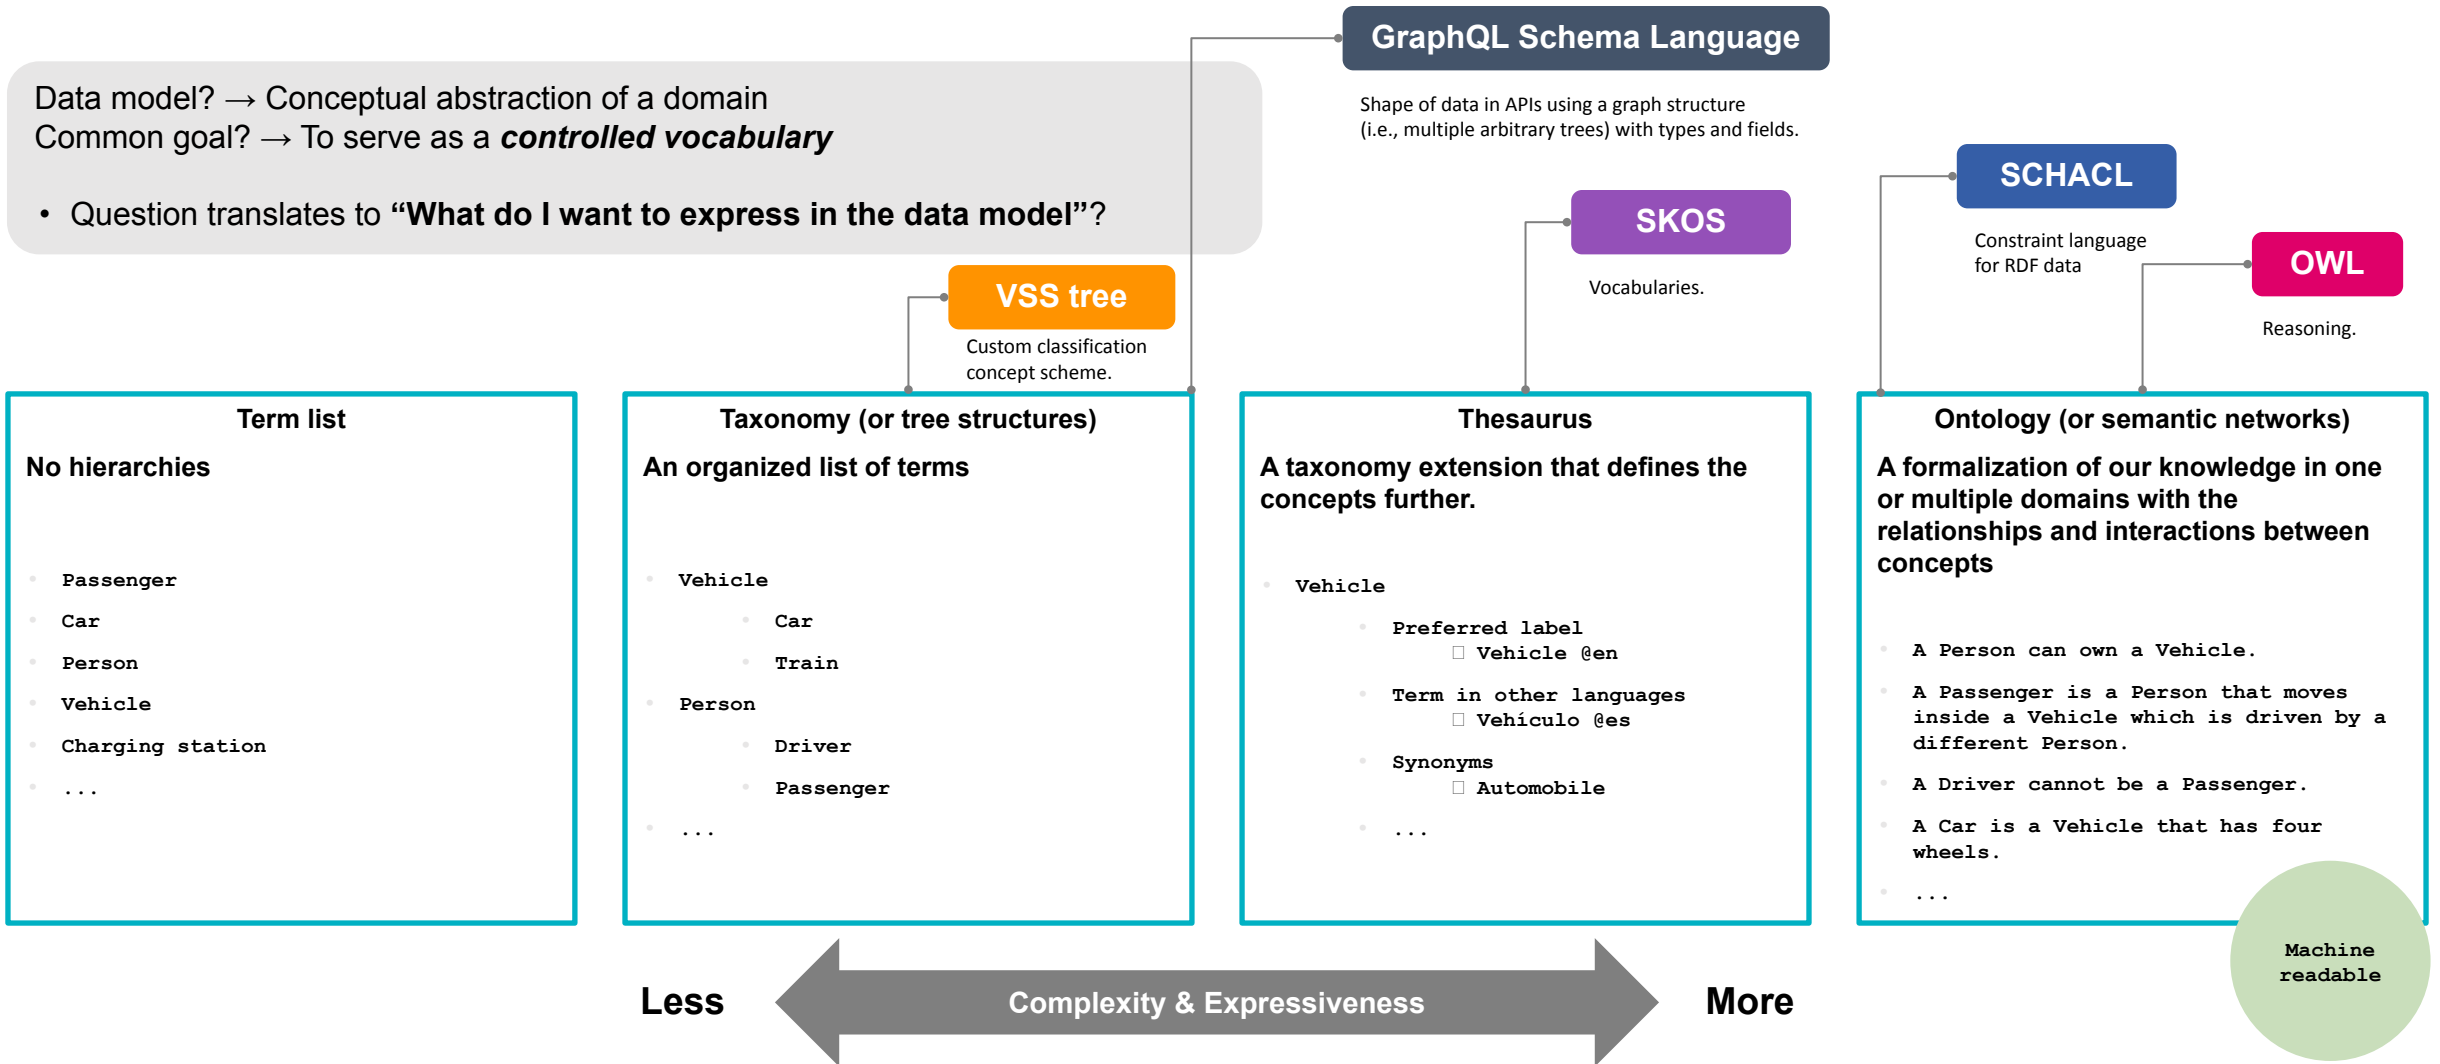 GraphQL Schema Language
Data model? → Conceptual abstraction of a domain
Common goal? → To serve as a controlled vocabulary
• Question translates to “What do I want to express in the data model”?
Shape of data in APIs using a graph structure
(i.e., multiple arbitrary trees) with types and fields.
SCHACL
Constraint language
for RDF data
SKOS
Vocabularies.
OWL
Reasoning.
VSS tree
Custom classification
concept scheme.
Term list
No hierarchies
• Passenger
• Car
• Person
• Vehicle
• Charging station
• ...
Taxonomy (or tree structures)
An organized list of terms
• Vehicle
• Car
• Train
• Person
• Driver
• Passenger
• ...
Thesaurus
A taxonomy extension that defines the
concepts further.
• Vehicle
• Preferred label
□ Vehicle @en
• Term in other languages
□ Vehículo @es
• Synonyms
□ Automobile
• ...
Ontology (or semantic networks)
A formalization of our knowledge in one
or multiple domains with the
relationships and interactions between
concepts
• A Person can own a Vehicle.
• A Passenger is a Person that moves
inside a Vehicle which is driven by a
different Person.
• A Driver cannot be a Passenger.
• A Car is a Vehicle that has four
wheels.
• ...
Machine
readable
Less
Complexity & Expressiveness
More